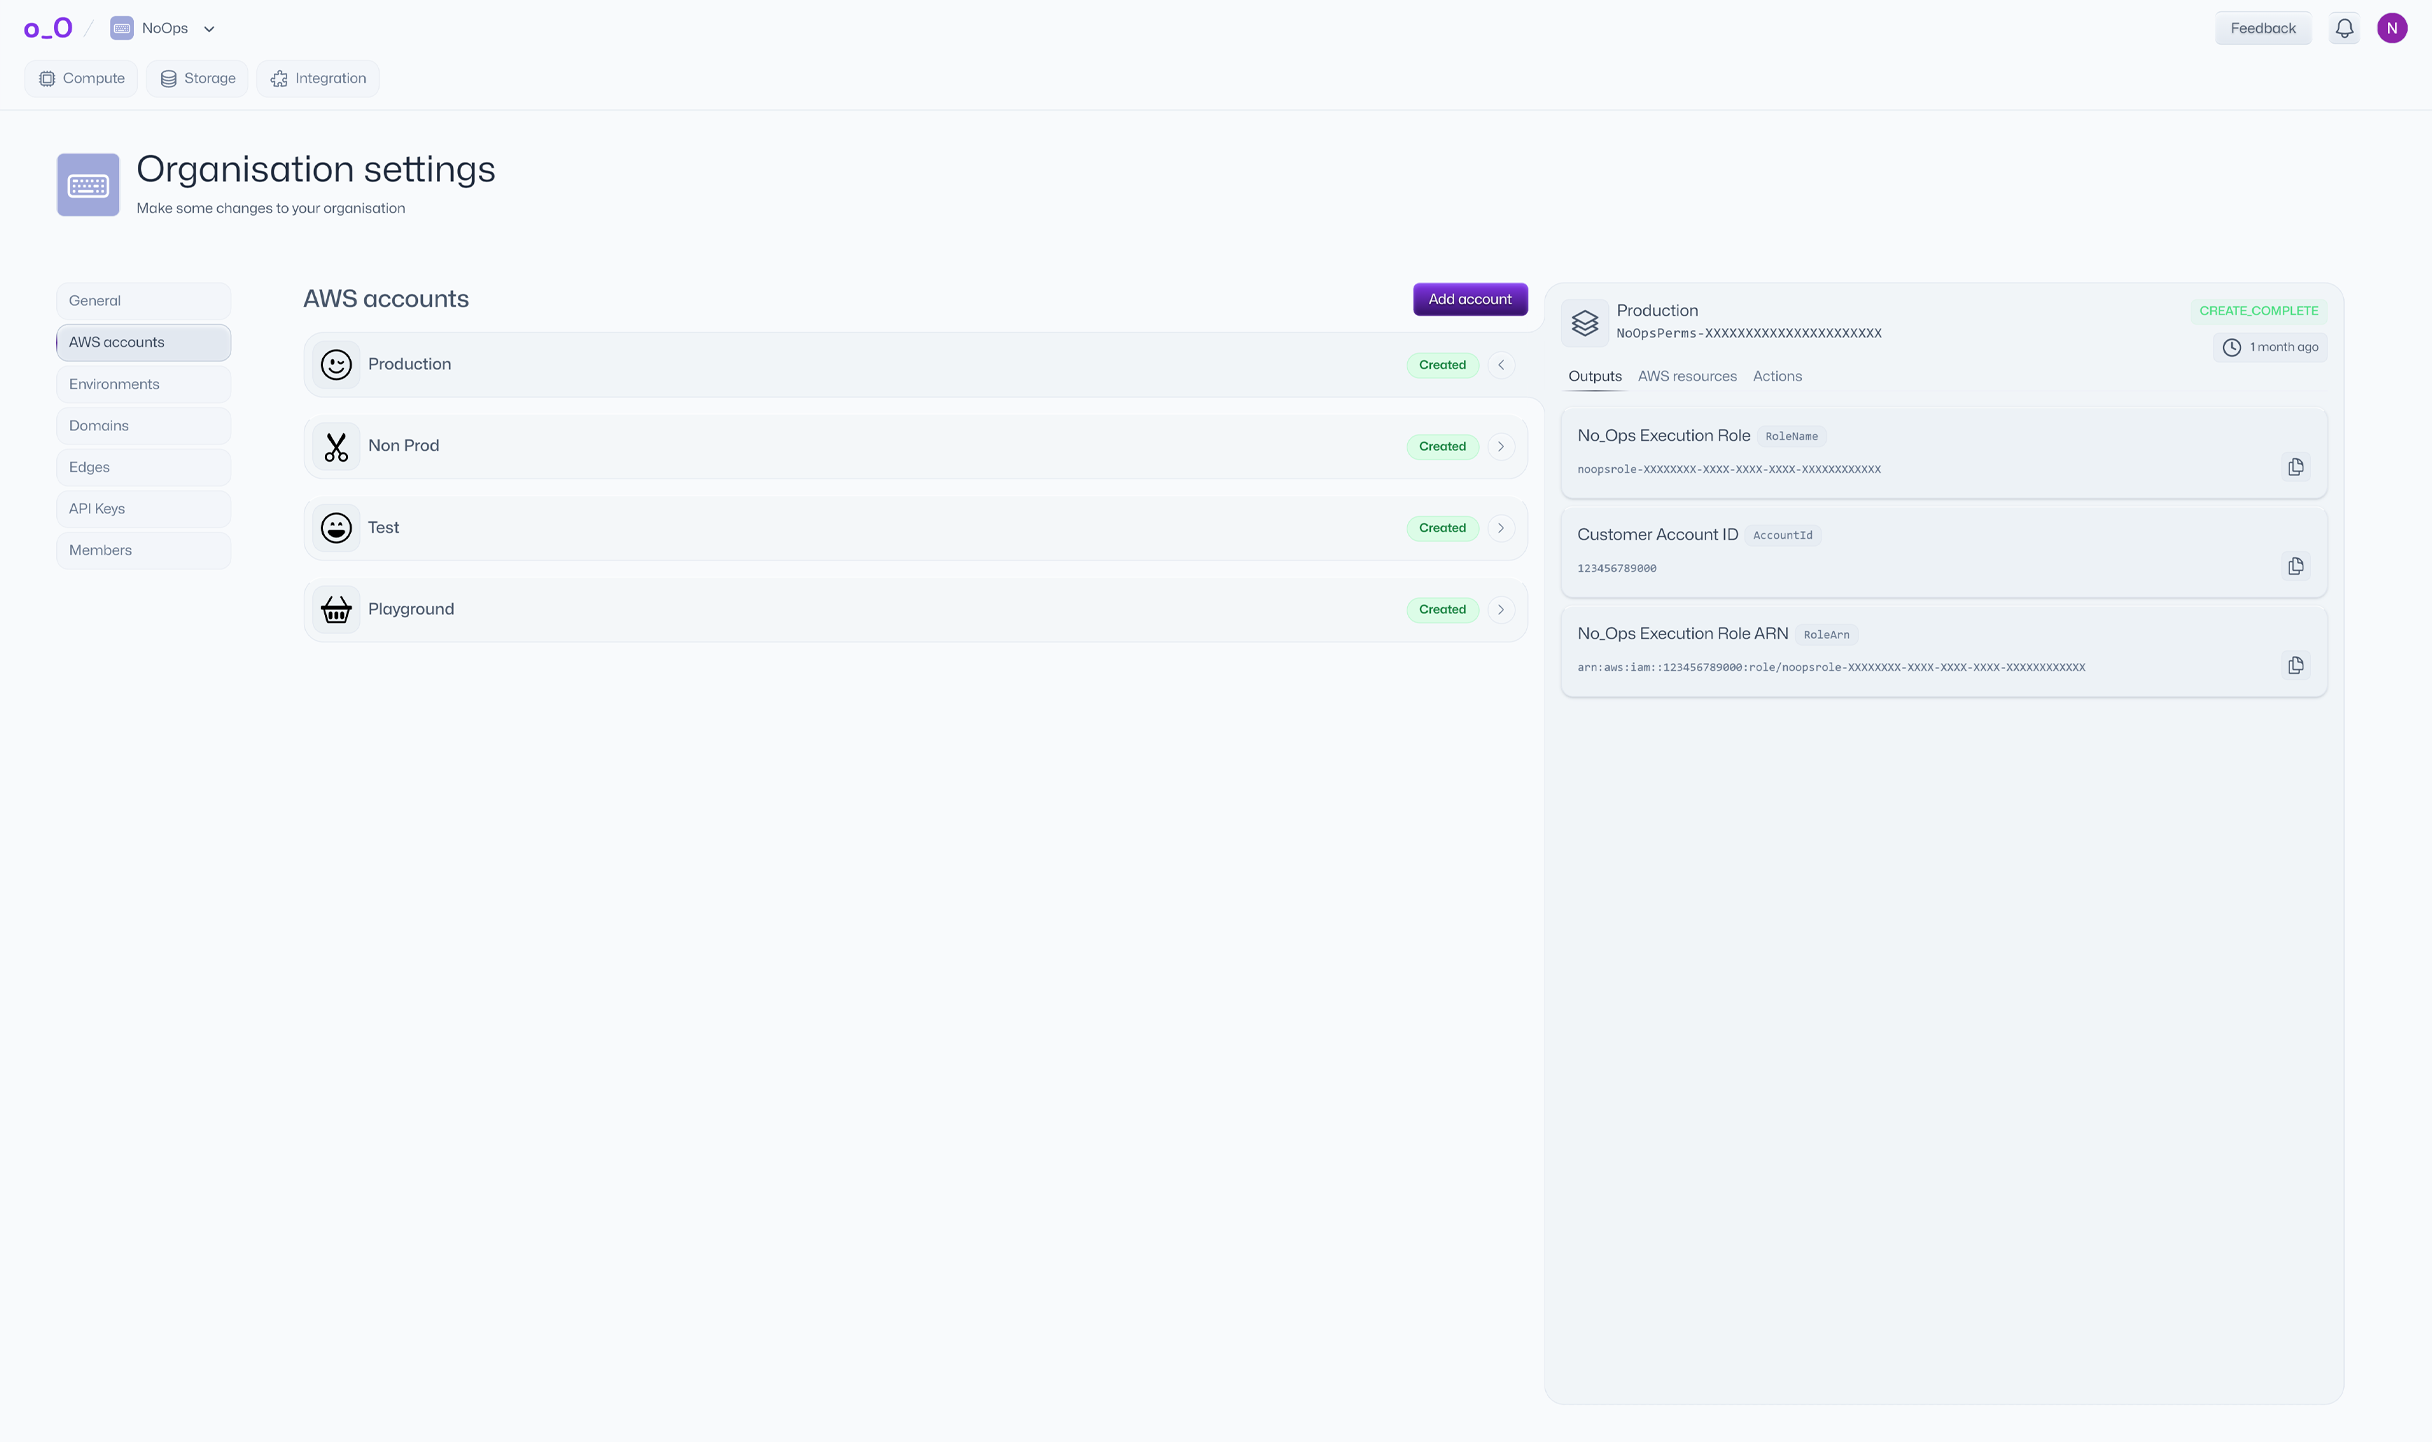 o_O / NoOps
Feedback
N
Compute
Storage
Integration
Organisation settings
Make some changes to your organisation
General
AWS accounts
Environments
Domains
Edges
API Keys
Members
AWS accounts
Add account
Production
Created
Non Prod
Created
Test
Created
Playground
Created
Production
CREATE_COMPLETE
NoOpsPerms-XXXXXXXXXXXXXXXXXXXXXX
1 month ago
Outputs
AWS resources
Actions
No_Ops Execution Role RoleName
noopsrole-XXXXXXXX-XXXX-XXXX-XXXX-XXXXXXXXXXXX
Customer Account ID AccountId
123456789000
No_Ops Execution Role ARN RoleArn
arn:aws:iam::123456789000:role/noopsrole-XXXXXXXX-XXXX-XXXX-XXXX-XXXXXXXXXXXX